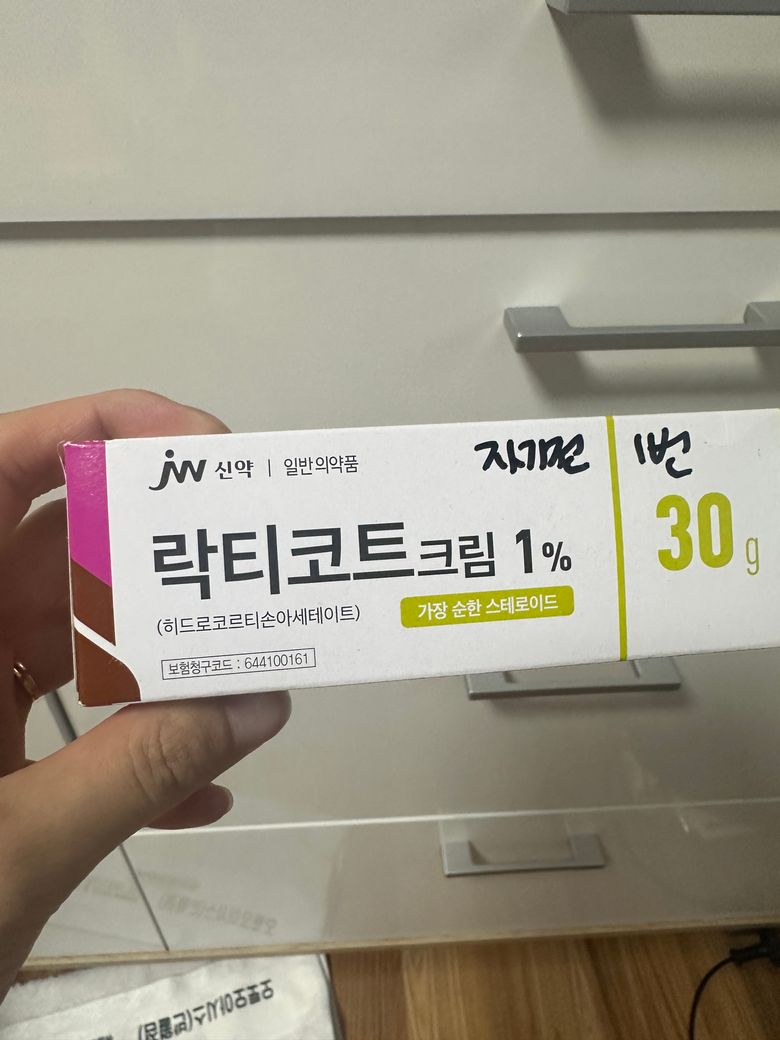 jw 신약 | 일반의약품
자기전
1번
락티코트크림 1%
30g
(히드로코르티손아세테이트)
가장 순한 스테로이드
보험청구코드 : 644100161